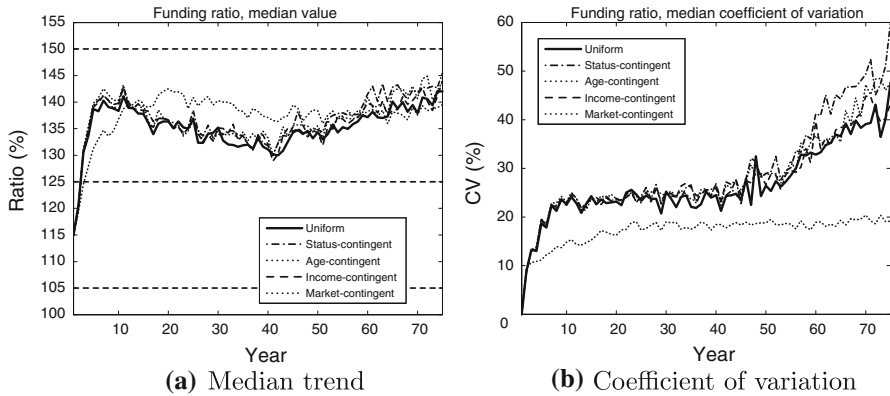 Funding ratio, median value
155
150
145
140
135
130
125
120
115
110
105
100
Ratio (%)
Uniform
Status-contingent
Age-contingent
Income-contingent
Market-contingent
10 20 30 40 50 60 70
Year
(a) Median trend
Funding ratio, median coefficient of variation
60
50
40
30
20
10
0
CV (%)
Uniform
Status-contingent
Age-contingent
Income-contingent
Market-contingent
10 20 30 40 50 60 70
Year
(b) Coefficient of variation